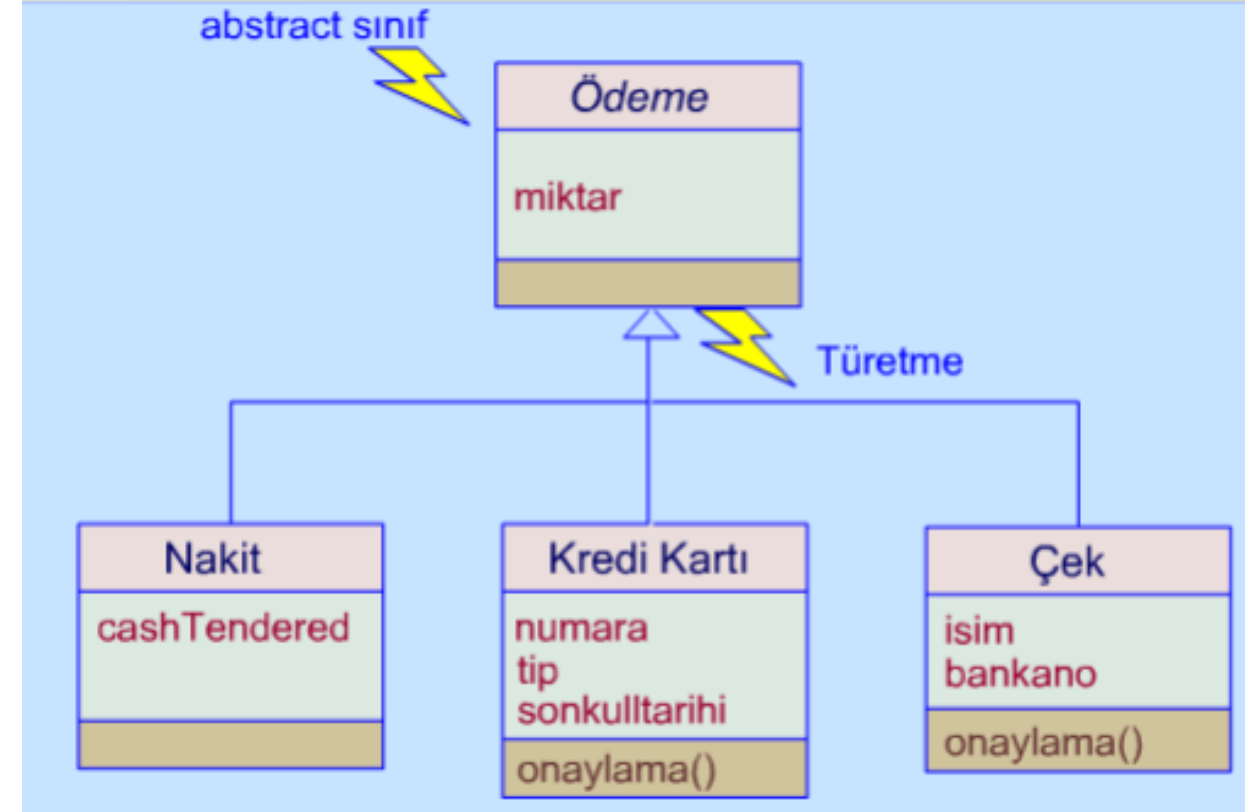 abstract sınıf
Ödeme
miktar
Türetme
Nakit
cashTendered
Kredi Kartı
numara
tip
sonkulltarihi
onaylama()
Çek
isim
bankano
onaylama()